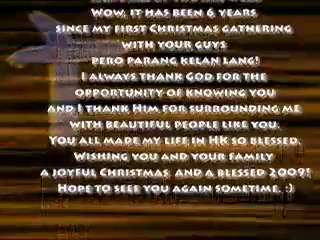 Wow, it has been 6 years
since my first Christmas gathering
with your guys
pero parang kelan lang!
I always thank God for the
opportunity of knowing you
and I thank Him for surrounding me
with beautiful people like you.
You all made my life in HK so blessed.
Wishing you and your family
a joyful Christmas, and a blessed 2009!
Hope to seee you again sometime. :)